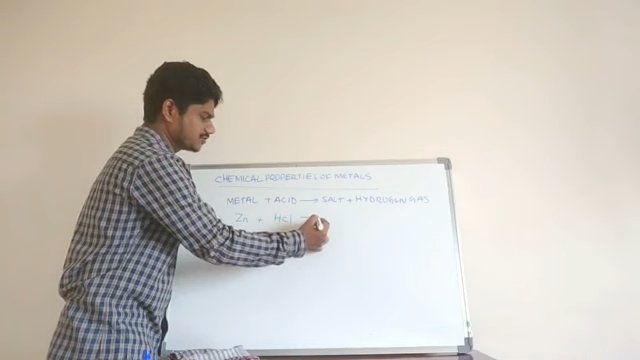 CHEMICAL PROPERTIES OF METALS
METAL + ACID → SALT + HYDROGEN GAS
Zn + HCl →